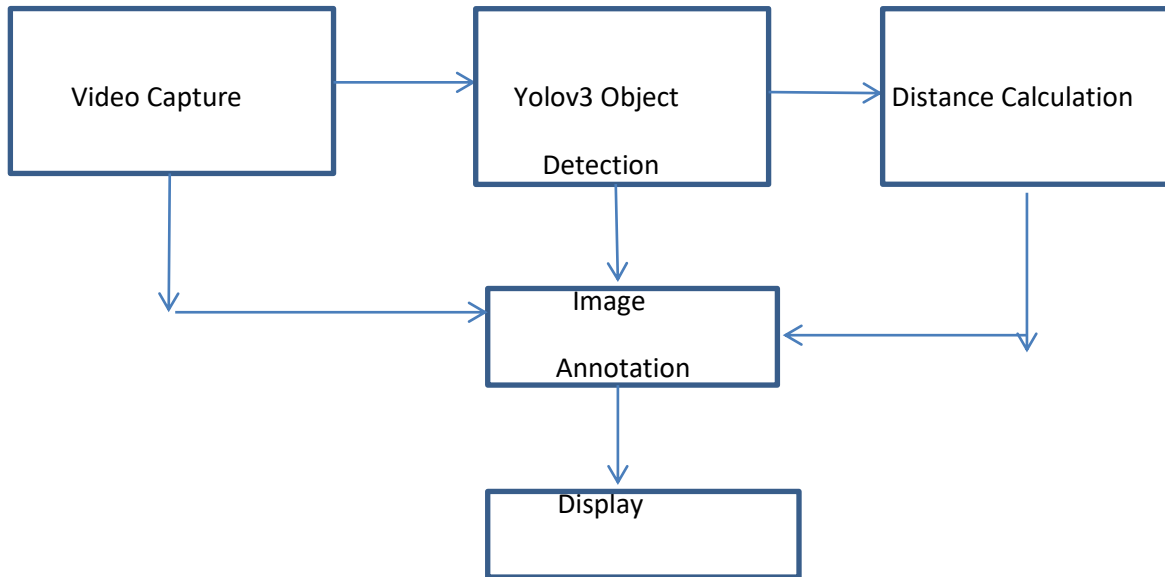 Video Capture
Yolov3 Object
Detection
Distance Calculation
Image
Annotation
Display